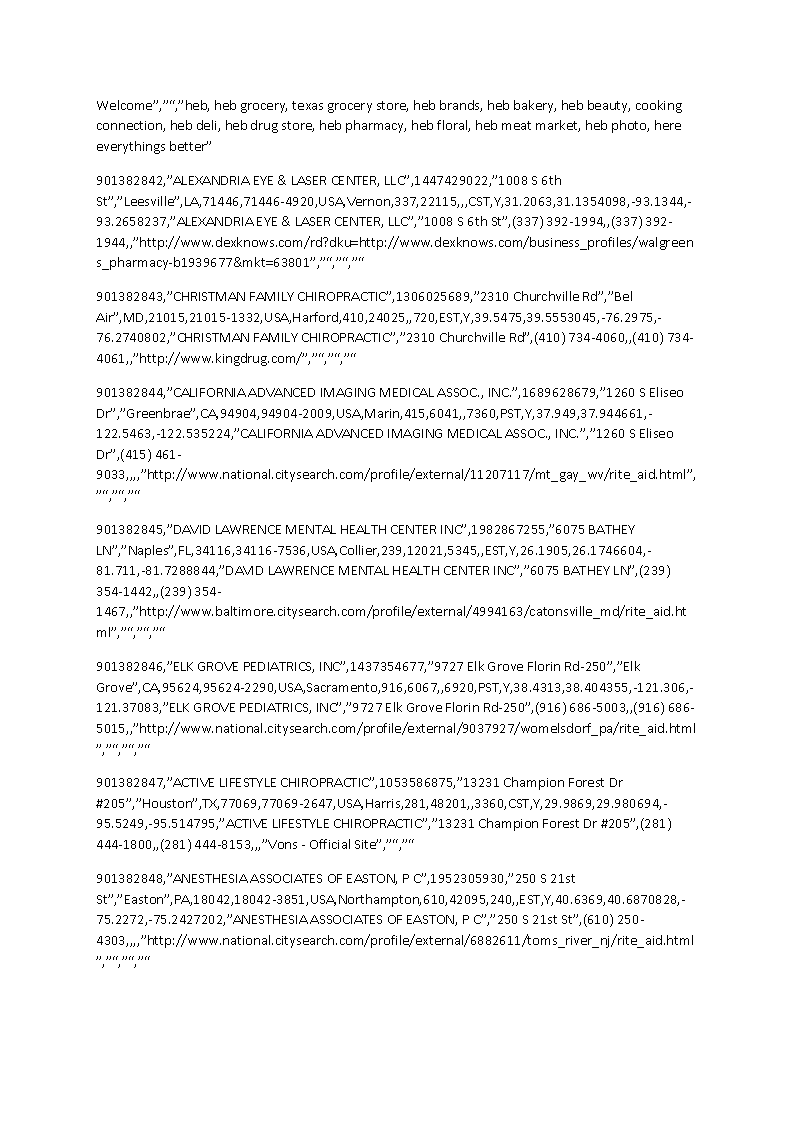 Welcome”,”“,”heb, heb grocery, texas grocery store, heb brands, heb bakery, heb beauty, cooking
connection, heb deli, heb drug store, heb pharmacy, heb floral, heb meat market, heb photo, here
everythings better”
901382842,”ALEXANDRIA EYE & LASER CENTER, LLC”,1447429022,”1008 S 6th
St”,”Leesville”,LA,71446,71446-4920,USA,Vernon,337,22115,,,CST,Y,31.2063,31.1354098,-93.1344,-
93.2658237,”ALEXANDRIA EYE & LASER CENTER, LLC”,”1008 S 6th St”,(337) 392-1994,,(337) 392-
1944,,”http://www.dexknows.com/rd?dku=http://www.dexknows.com/business_profiles/walgreen
s_pharmacy-b1939677&mkt=63801”,”“,”“,”“
901382843,”CHRISTMAN FAMILY CHIROPRACTIC”,1306025689,”2310 Churchville Rd”,”Bel
Air”,MD,21015,21015-1332,USA,Harford,410,24025,,720,EST,Y,39.5475,39.5553045,-76.2975,-
76.2740802,”CHRISTMAN FAMILY CHIROPRACTIC”,”2310 Churchville Rd”,(410) 734-4060,,(410) 734-
4061,,”http://www.kingdrug.com/”,”“,”“,”“
901382844,”CALIFORNIA ADVANCED IMAGING MEDICAL ASSOC., INC.”,1689628679,”1260 S Eliseo
Dr”,”Greenbrae”,CA,94904,94904-2009,USA,Marin,415,6041,,7360,PST,Y,37.949,37.944661,-
122.5463,-122.535224,”CALIFORNIA ADVANCED IMAGING MEDICAL ASSOC., INC.”,”1260 S Eliseo
Dr”,(415) 461-
9033,,,,”http://www.national.citysearch.com/profile/external/11207117/mt_gay_wv/rite_aid.html”,
”“,”“,”“
901382845,”DAVID LAWRENCE MENTAL HEALTH CENTER INC”,1982867255,”6075 BATHEY
LN”,”Naples”,FL,34116,34116-7536,USA,Collier,239,12021,5345,,EST,Y,26.1905,26.1746604,-
81.711,-81.7288844,”DAVID LAWRENCE MENTAL HEALTH CENTER INC”,”6075 BATHEY LN”,(239)
354-1442,,(239) 354-
1467,,”http://www.baltimore.citysearch.com/profile/external/4994163/catonsville_md/rite_aid.ht
ml”,”“,”“,”“
901382846,”ELK GROVE PEDIATRICS, INC”,1437354677,”9727 Elk Grove Florin Rd-250”,”Elk
Grove”,CA,95624,95624-2290,USA,Sacramento,916,6067,,6920,PST,Y,38.4313,38.404355,-121.306,-
121.37083,”ELK GROVE PEDIATRICS, INC”,”9727 Elk Grove Florin Rd-250”,(916) 686-5003,,(916) 686-
5015,,”http://www.national.citysearch.com/profile/external/9037927/womelsdorf_pa/rite_aid.html
”,”“,”“,”“
901382847,”ACTIVE LIFESTYLE CHIROPRACTIC”,1053586875,”13231 Champion Forest Dr
#205”,”Houston”,TX,77069,77069-2647,USA,Harris,281,48201,,3360,CST,Y,29.9869,29.980694,-
95.5249,-95.514795,”ACTIVE LIFESTYLE CHIROPRACTIC”,”13231 Champion Forest Dr #205”,(281)
444-1800,,(281) 444-8153,,,”Vons - Official Site”,”“,”“
901382848,”ANESTHESIA ASSOCIATES OF EASTON, P C”,1952305930,”250 S 21st
St”,”Easton”,PA,18042,18042-3851,USA,Northampton,610,42095,240,,EST,Y,40.6369,40.6870828,-
75.2272,-75.2427202,”ANESTHESIA ASSOCIATES OF EASTON, P C”,”250 S 21st St”,(610) 250-
4303,,,,”http://www.national.citysearch.com/profile/external/6882611/toms_river_nj/rite_aid.html
”,”“,”“,”“